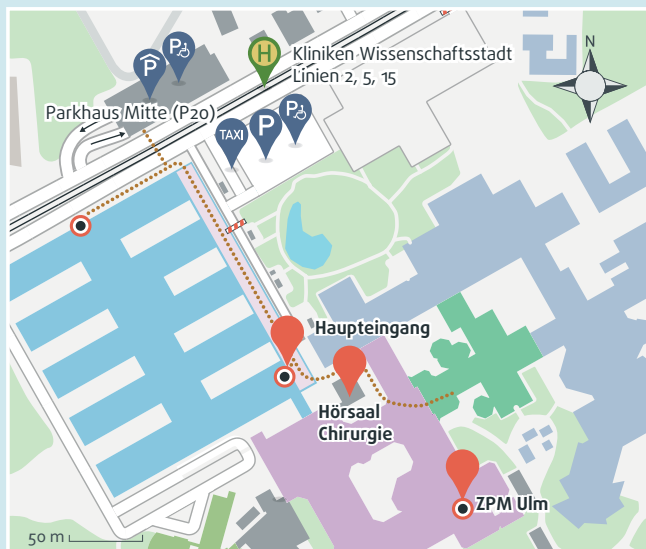 N
P
P
H
Kliniken Wissenschaftsstadt
Linien 2, 5, 15
Parkhaus Mitte (P20)
TAXI
P
P
Haupteingang
Hörsaal
Chirurgie
ZPM Ulm
50 m